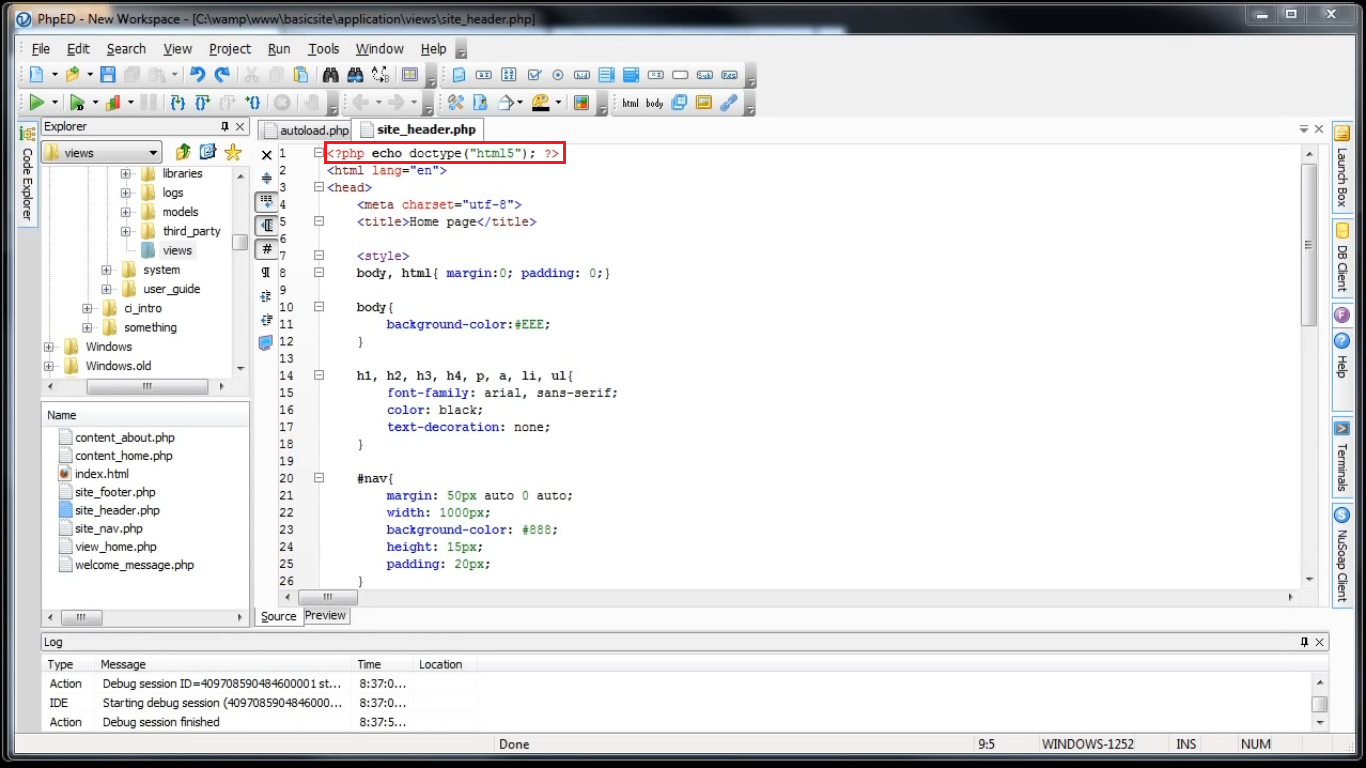 PhpED - New Workspace - [C:\wamp\www\basicsite\application\views\site_header.php]
File Edit Search View Project Run Tools Window Help
html body
Explorer
autoload.php
site_header.php
views
libraries
logs
models
third_party
views
system
user_guide
ci_intro
something
Windows
Windows.old
Name
content_about.php
content_home.php
index.html
site_footer.php
site_header.php
site_nav.php
view_home.php
welcome_message.php
Code Explorer
1 <?php echo doctype("html5"); ?>
2 <html lang="en">
3 <head>
4 <meta charset="utf-8">
5 <title>Home page</title>
6
7 <style>
8 body, html{ margin:0; padding: 0;}
9
10 body{
11 background-color:#EEE;
12 }
13
14 h1, h2, h3, h4, p, a, li, ul{
15 font-family: arial, sans-serif;
16 color: black;
17 text-decoration: none;
18 }
19
20 #nav{
21 margin: 50px auto 0 auto;
22 width: 1000px;
23 background-color: #888;
24 height: 15px;
25 padding: 20px;
26 }
Source Preview
Launch Box
DB Client
Help
Terminals
NuSoap Client
Log
Type Message Time Location
Action Debug session ID=409708590484600001 st... 8:37:0...
IDE Starting debug session (4097085904846000... 8:37:0...
Action Debug session finished 8:37:5...
Done 9:5 WINDOWS-1252 INS NUM